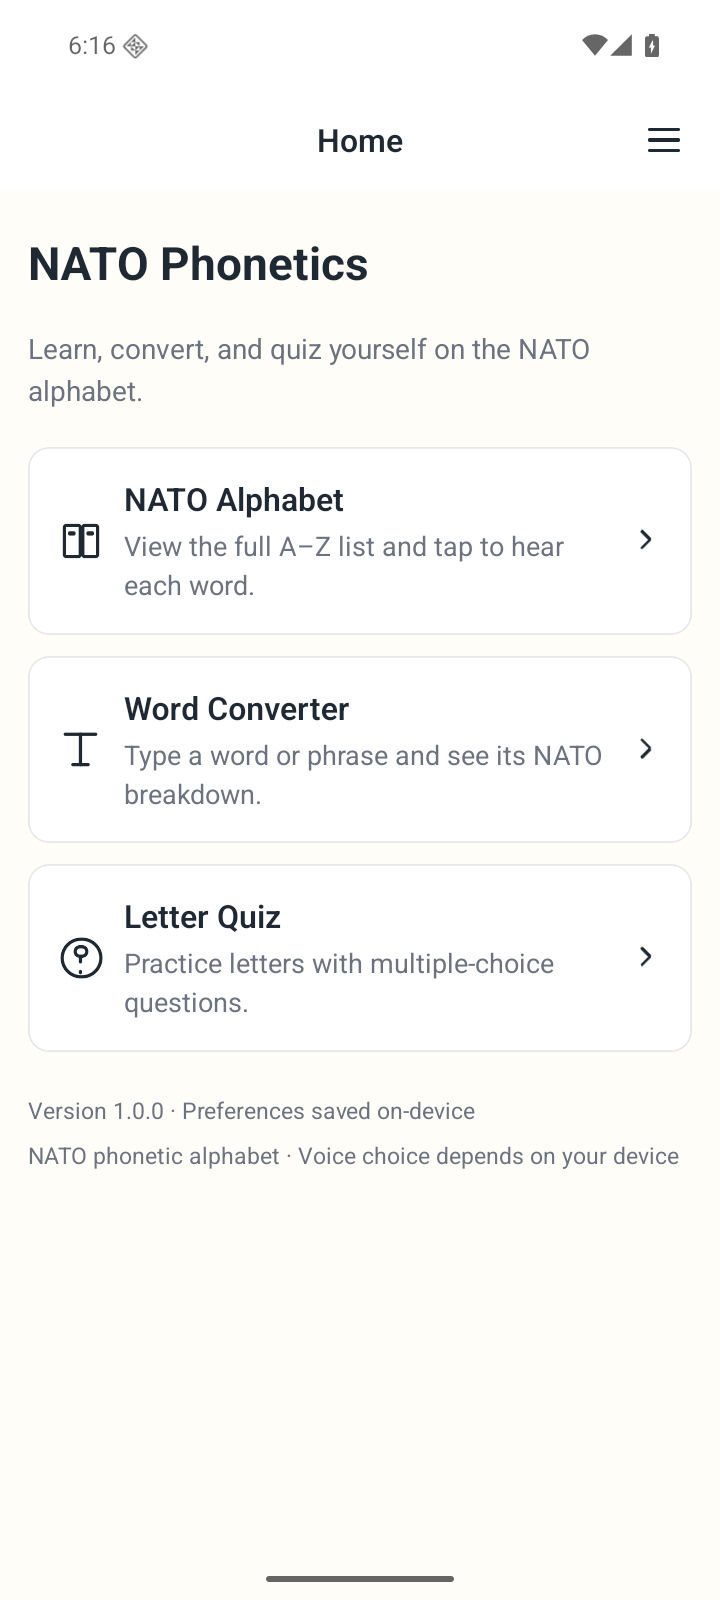 6:16
Home
NATO Phonetics
Learn, convert, and quiz yourself on the NATO
alphabet.
NATO Alphabet
View the full A–Z list and tap to hear
each word.
Word Converter
Type a word or phrase and see its NATO
breakdown.
Letter Quiz
Practice letters with multiple-choice
questions.
Version 1.0.0 · Preferences saved on-device
NATO phonetic alphabet · Voice choice depends on your device